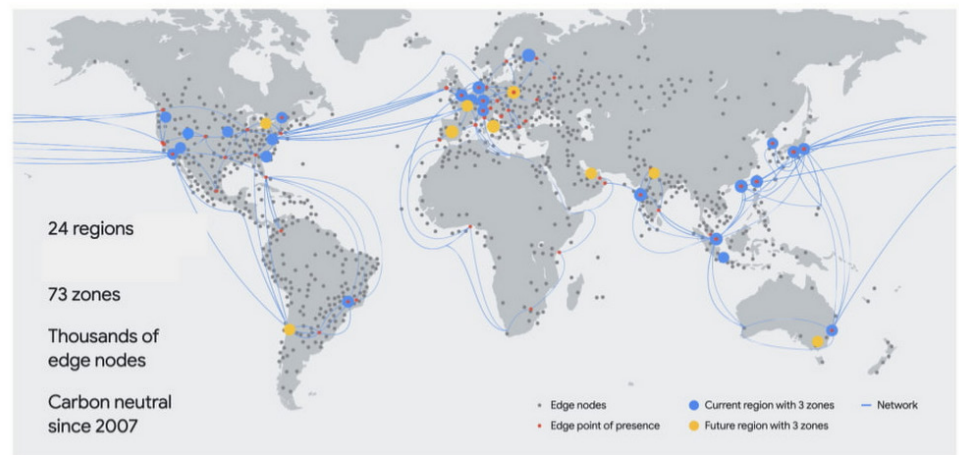 24 regions
73 zones
Thousands of
edge nodes
Carbon neutral
since 2007
Edge nodes
Current region with 3 zones
Network
Edge point of presence
Future region with 3 zones